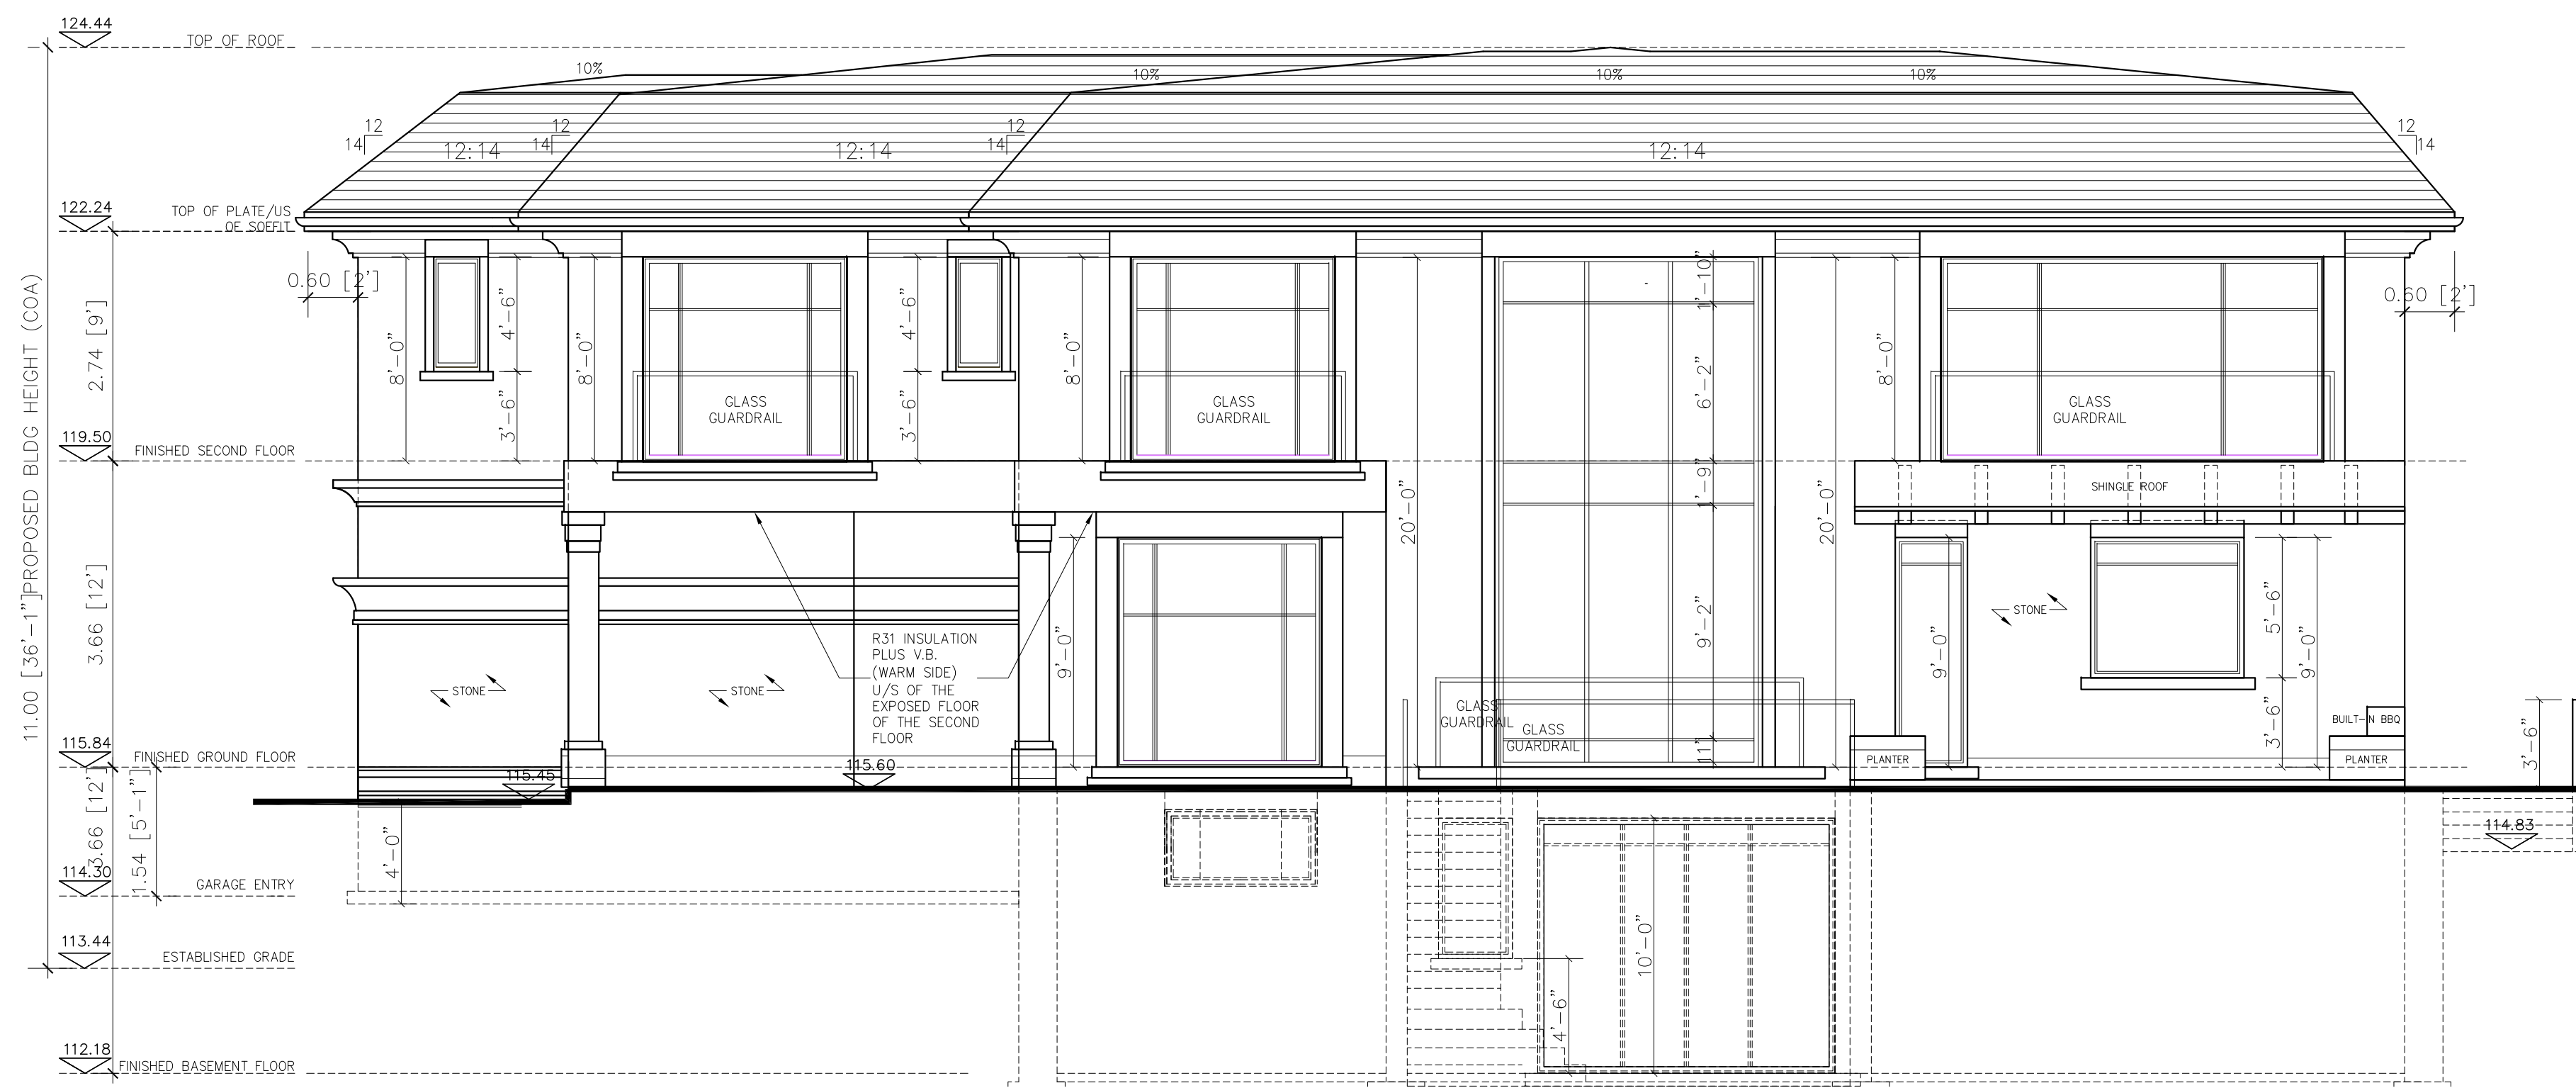 124.44
TOP OF ROOF
10%
10%
10%
10%
12
14
12
14
12
14
12
14
12:14
12:14
12:14
122.24
TOP OF PLATE/US
OF SOFFIT
0.60 [2']
0.60 [2']
11.00 [36'-1"]PROPOSED BLDG HEIGHT (COA)
2.74 [9']
8'-0"
4'-6"
3'-6"
8'-0"
GLASS
GUARDRAIL
4'-6"
3'-6"
8'-0"
GLASS
GUARDRAIL
1'-10"
6'-2"
1'-9"
9'-2"
11"
20'-0"
20'-0"
8'-0"
GLASS
GUARDRAIL
119.50
FINISHED SECOND FLOOR
SHINGLE ROOF
3.66 [12']
STONE
STONE
R31 INSULATION
PLUS V.B.
(WARM SIDE)
U/S OF THE
EXPOSED FLOOR
OF THE SECOND
FLOOR
9'-0"
GLASS
GUARDRAIL
GLASS
GUARDRAIL
9'-0"
STONE
5'-6"
3'-6"
9'-0"
BUILT-IN BBQ
PLANTER
PLANTER
3'-6"
115.84
FINISHED GROUND FLOOR
115.45
115.60
3.66 [12']
1.54 [5'-1"]
4'-0"
114.83
114.30
GARAGE ENTRY
10'-0"
4'-6"
113.44
ESTABLISHED GRADE
112.18
FINISHED BASEMENT FLOOR